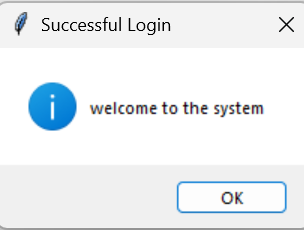 Successful Login
welcome to the system
OK